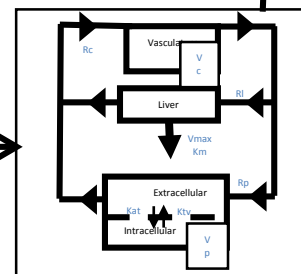 Vascular
Rc
V
c
Liver
Rl
Vmax
Km
Rp
Extracellular
Kat
Ktv
Intracellular
V
p